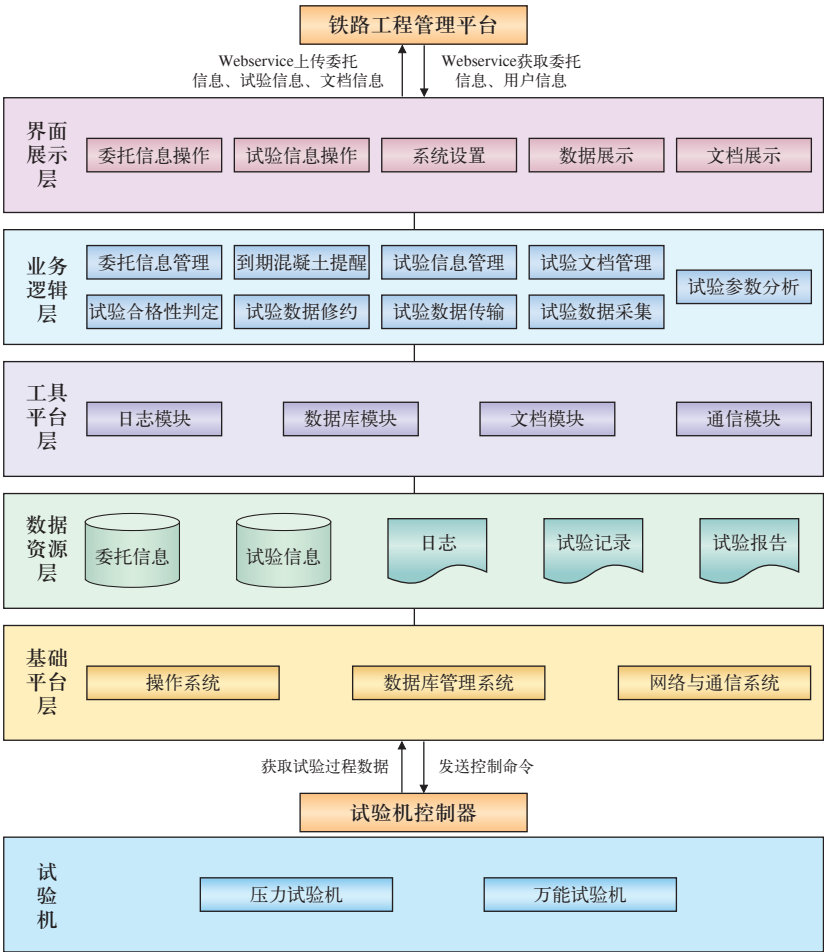 铁路工程管理平台
Webservice上传委托
信息、试验信息、文档信息
Webservice获取委托
信息、用户信息
界面
展示
层
委托信息操作
试验信息操作
系统设置
数据展示
文档展示
业务
逻辑
层
委托信息管理
到期混凝土提醒
试验信息管理
试验文档管理
试验参数分析
试验合格性判定
试验数据修约
试验数据传输
试验数据采集
工具
平台
层
日志模块
数据库模块
文档模块
通信模块
数据
资源
层
委托信息
试验信息
日志
试验记录
试验报告
基础
平台
层
操作系统
数据库管理系统
网络与通信系统
获取试验过程数据
发送控制命令
试验机控制器
试
验
机
压力试验机
万能试验机